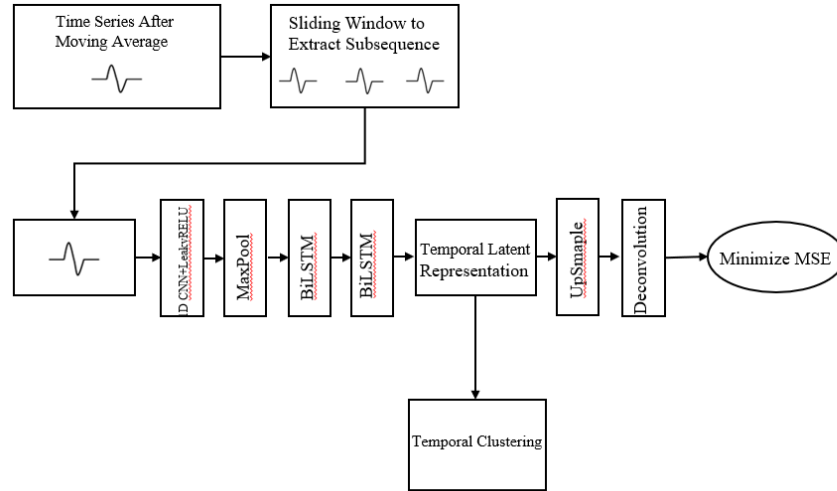 Time Series After
Moving Average
Sliding Window to
Extract Subsequence
1D CNN+LeakyRELU
MaxPool
BiLSTM
BiLSTM
Temporal Latent
Representation
UpSmaple
Deconvolution
Minimize MSE
Temporal Clustering